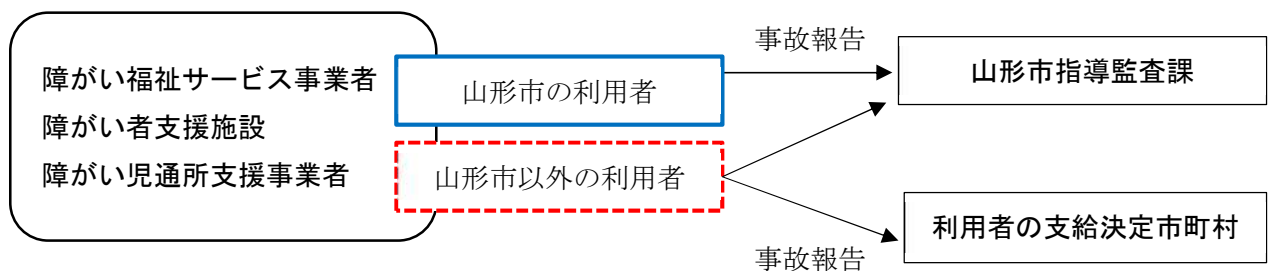 障がい福祉サービス事業者
障がい者支援施設
障がい児通所支援事業者
山形市の利用者
山形市以外の利用者
事故報告
事故報告
山形市指導監査課
利用者の支給決定市町村